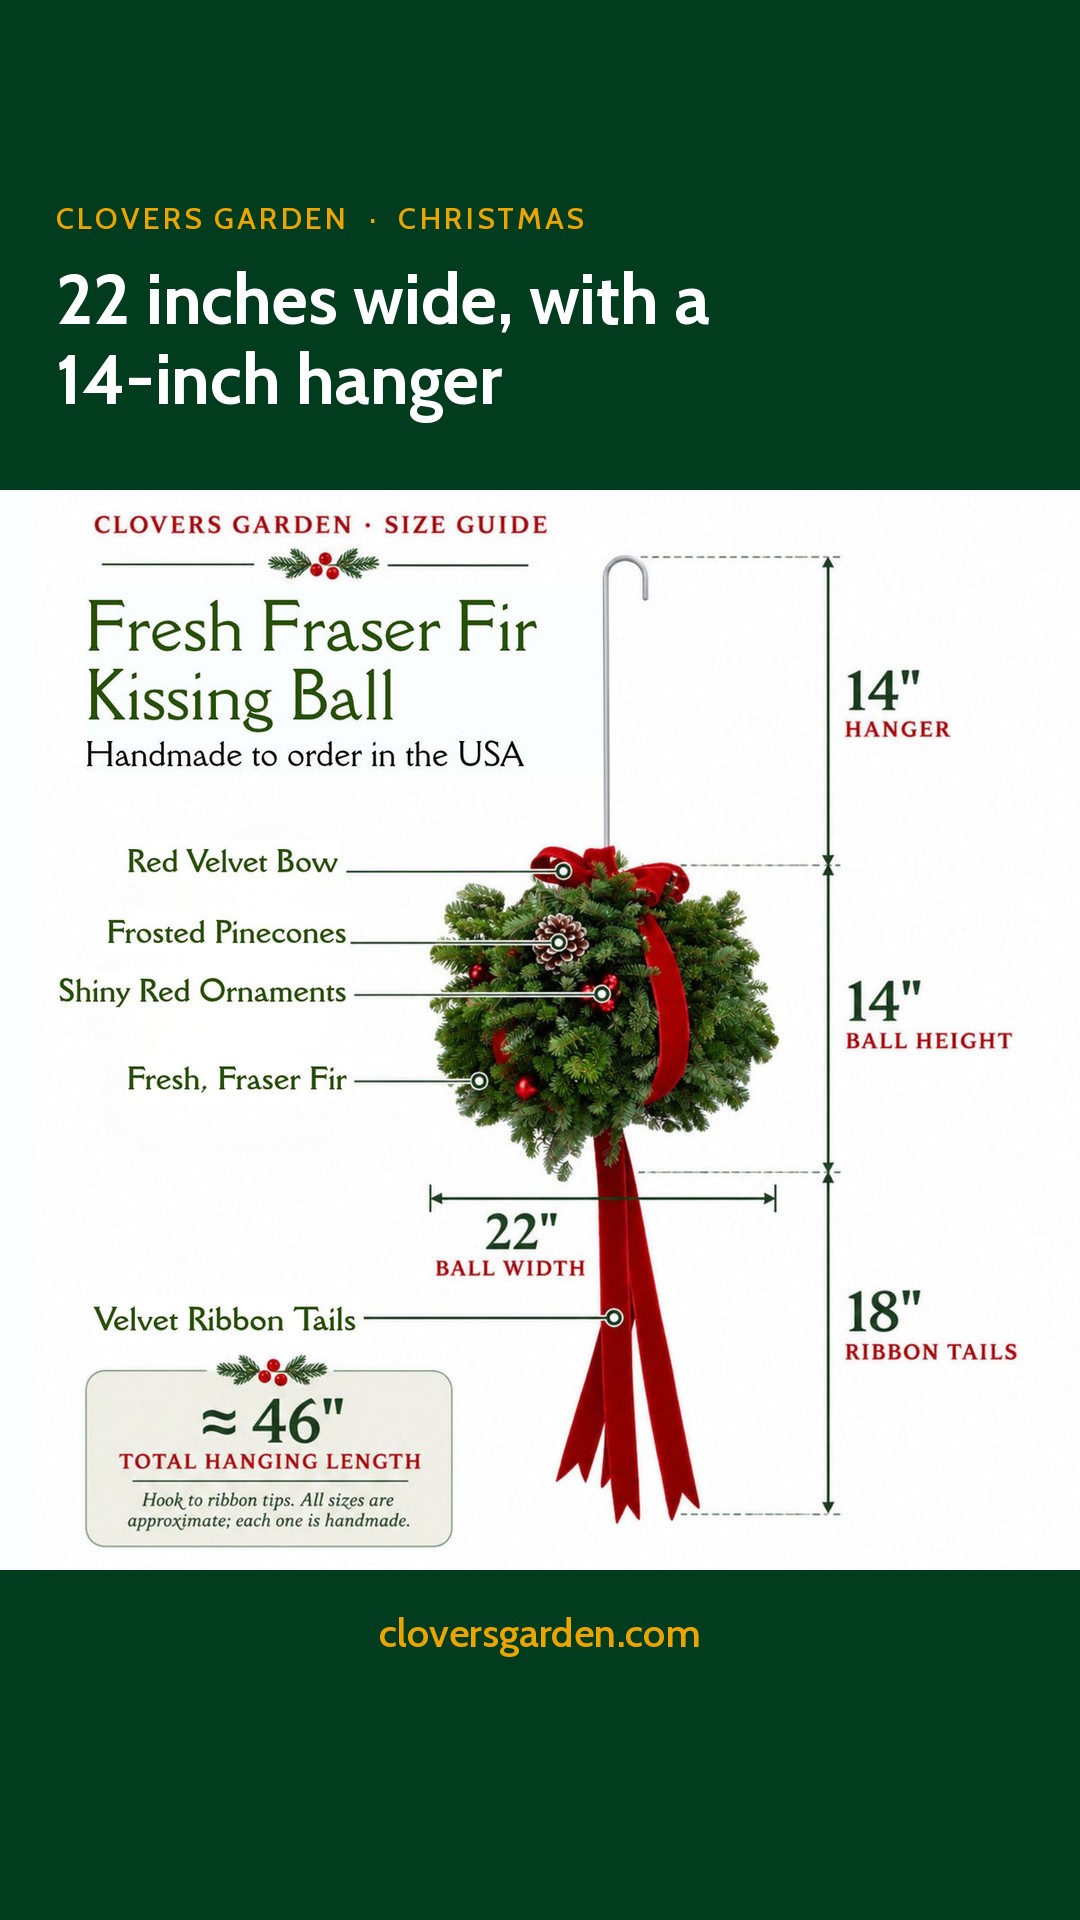 CLOVERS GARDEN · CHRISTMAS
22 inches wide, with a
14-inch hanger
CLOVERS GARDEN · SIZE GUIDE
Fresh Fraser Fir
Kissing Ball
Handmade to order in the USA
14"
HANGER
Red Velvet Bow
Frosted Pinecones
Shiny Red Ornaments
14"
BALL HEIGHT
Fresh, Fraser Fir
22"
BALL WIDTH
Velvet Ribbon Tails
18"
RIBBON TAILS
≈ 46"
TOTAL HANGING LENGTH
Hook to ribbon tips. All sizes are
approximate; each one is handmade.
cloversgarden.com